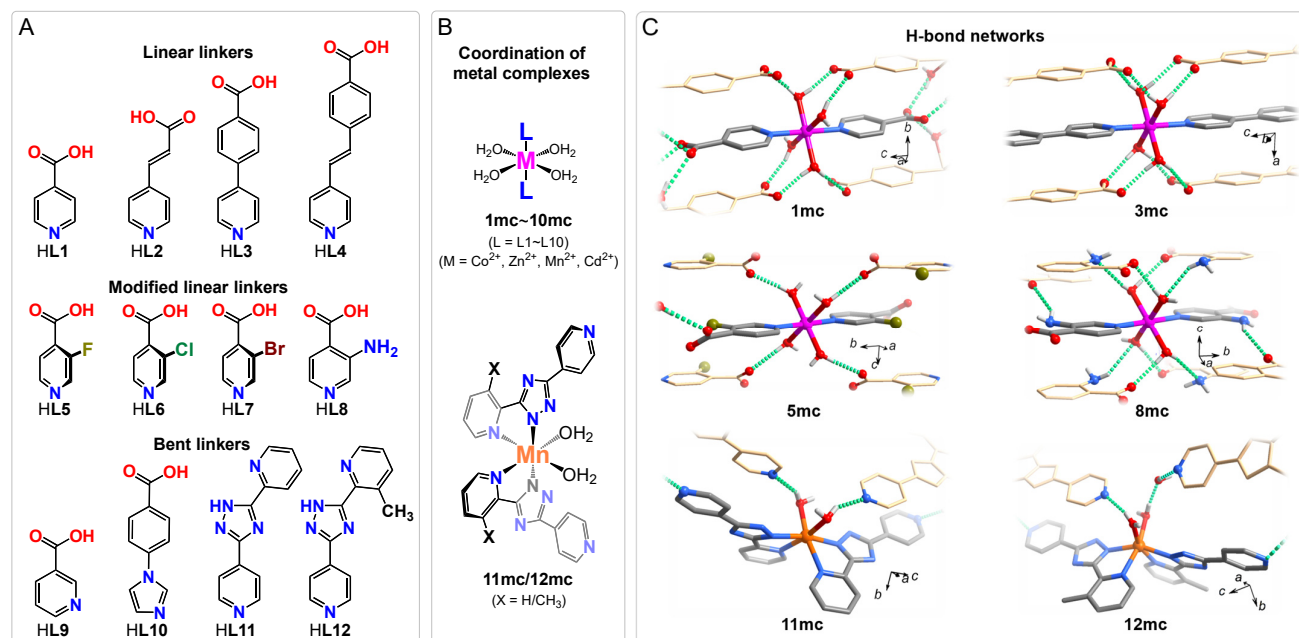 A
Linear linkers
O
OH
HO
O
O
OH
O
OH
N
N
N
N
HL1
HL2
HL3
HL4
Modified linear linkers
O
OH
F
N
O
OH
Cl
N
O
OH
Br
N
O
OH
NH2
N
HL5
HL6
HL7
HL8
Bent linkers
O
OH
N
O
OH
N
N
N
HN
N
N
N
N
HN
N
N
CH3
N
HL9
HL10
HL11
HL12
B
Coordination of
metal complexes
L
H2O
OH2
M
H2O
OH2
L
1mc~10mc
(L = L1~L10)
(M = Co2+, Zn2+, Mn2+, Cd2+)
N
X
N
N
N
N
OH2
Mn
OH2
N
N
N
N
X
N
11mc/12mc
(X = H/CH3)
C
H-bond networks
b
c
a
1mc
c
b
a
3mc
b
a
c
5mc
c
b
a
8mc
a
c
b
11mc
a
c
b
12mc